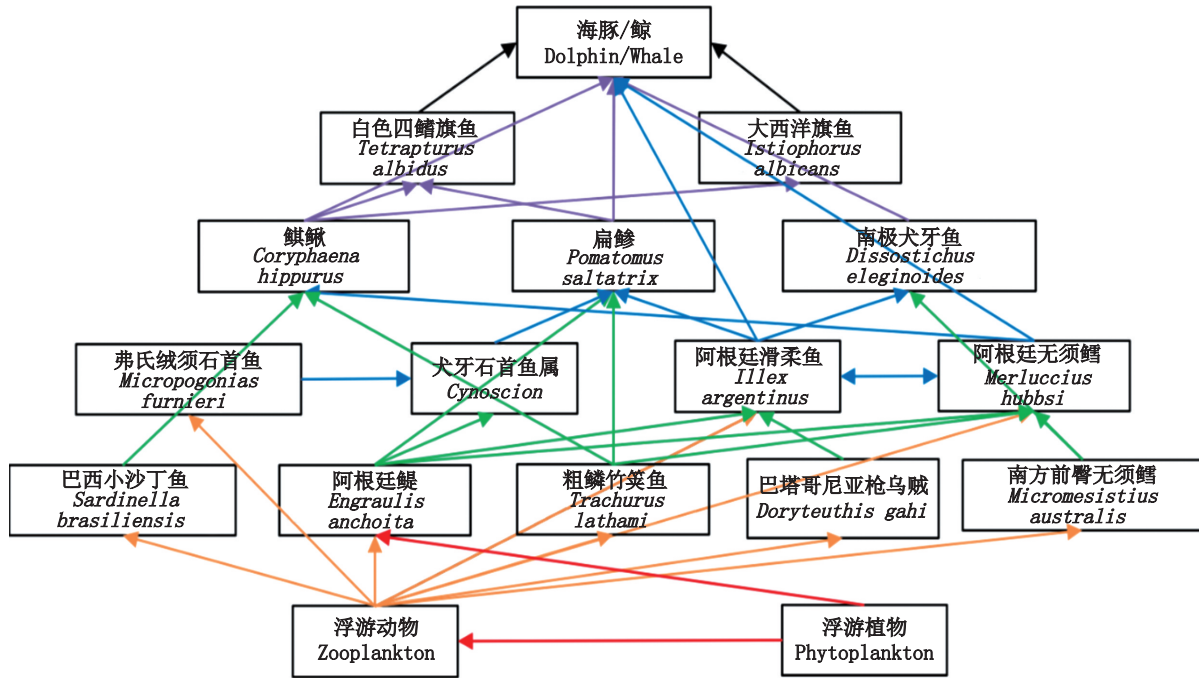 海豚/鲸
Dolphin/Whale
白色四鳍旗鱼
Tetrapturus
albidus
大西洋旗鱼
Istiophorus
albicans
鲯鳅
Coryphaena
hippurus
扁鲹
Pomatomus
saltatrix
南极犬牙鱼
Dissostichus
eleginoides
弗氏绒须石首鱼
Micropogonias
furnieri
犬牙石首鱼属
Cynoscion
阿根廷滑柔鱼
Illex
argentinus
阿根廷无须鳕
Merluccius
hubbsi
巴西小沙丁鱼
Sardinella
brasiliensis
阿根廷鳀
Engraulis
anchoita
粗鳞竹筴鱼
Trachurus
lathami
巴塔哥尼亚枪乌贼
Doryteuthis gahi
南方前臀无须鳕
Micromesistius
australis
浮游动物
Zooplankton
浮游植物
Phytoplankton